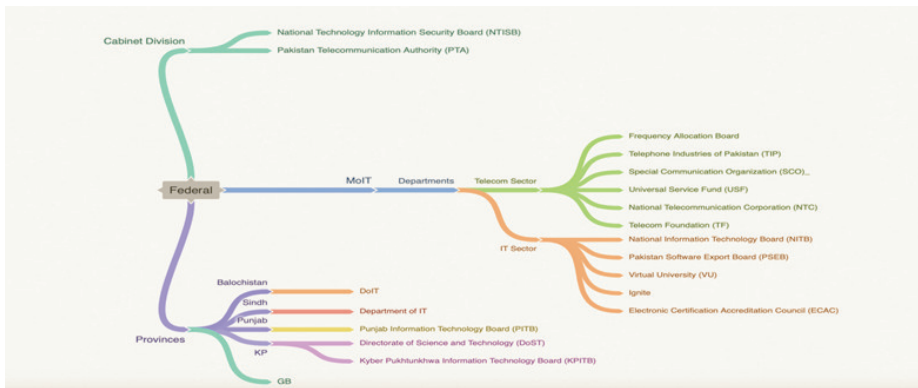 Cabinet Division
National Technology Information Security Board (NTISB)
Pakistan Telecommunication Authority (PTA)
Federal
MoIT
Departments
Telecom Sector
Frequency Allocation Board
Telephone Industries of Pakistan (TIP)
Special Communication Organization (SCO)_
Universal Service Fund (USF)
National Telecommunication Corporation (NTC)
Telecom Foundation (TF)
IT Sector
National Information Technology Board (NITB)
Pakistan Software Export Board (PSEB)
Virtual University (VU)
Ignite
Electronic Certification Accreditation Council (ECAC)
Provinces
Balochistan
DoIT
Sindh
Department of IT
Punjab
Punjab Information Technology Board (PITB)
KP
Directorate of Science and Technology (DoST)
Kyber Pukhtunkhwa Information Technology Board (KPITB)
GB